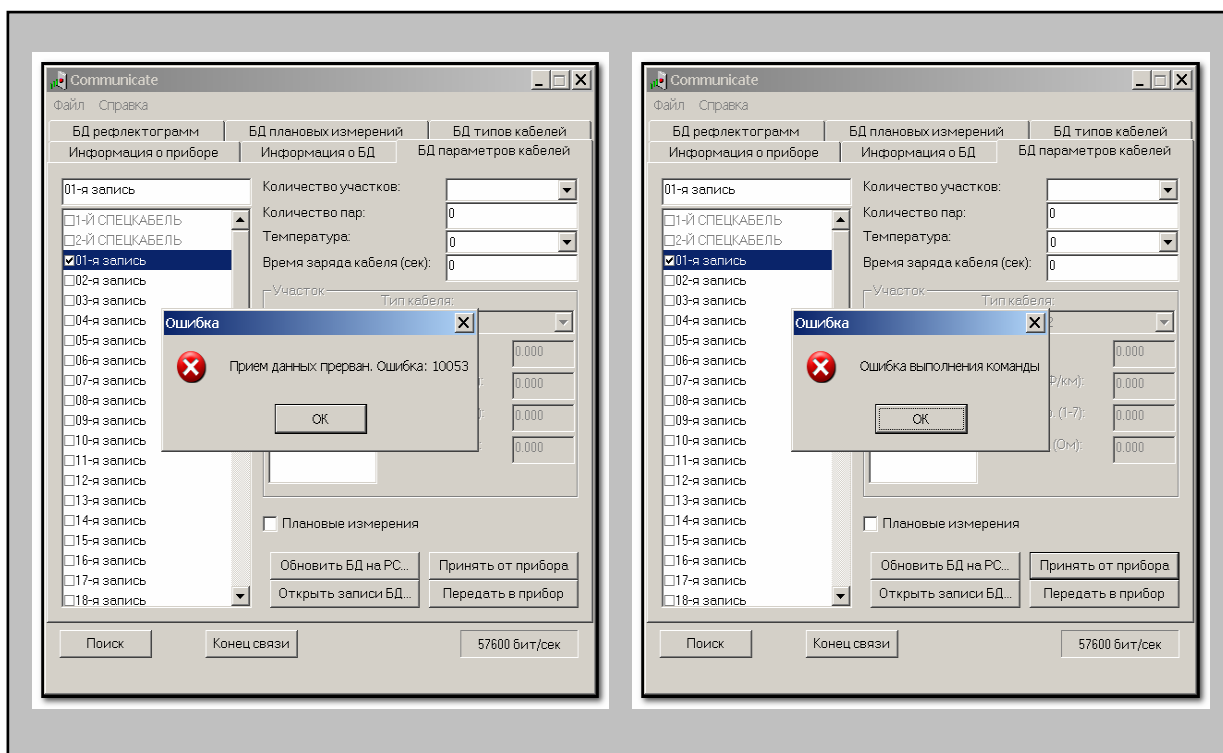 Communicate
Файл Справка
БД рефлектограмм БД плановых измерений БД типов кабелей
Информация о приборе Информация о БД БД параметров кабелей
01-я запись Количество участков:
1-Й СПЕЦКАБЕЛЬ Количество пар: 0
2-Й СПЕЦКАБЕЛЬ Температура: 0
01-я запись Время заряда кабеля (сек): 0
02-я запись
03-я запись Участок Тип кабеля:
04-я запись
05-я запись
06-я запись 0.000
07-я запись 0.000
08-я запись
09-я запись 0.000
10-я запись 0.000
11-я запись
12-я запись
13-я запись
14-я запись Плановые измерения
15-я запись
16-я запись Обновить БД на PC... Принять от прибора
17-я запись
18-я запись Открыть записи БД... Передать в прибор
Ошибка
Прием данных прерван. Ошибка: 10053
OK
Поиск Конец связи 57600 бит/сек
Communicate
Файл Справка
БД рефлектограмм БД плановых измерений БД типов кабелей
Информация о приборе Информация о БД БД параметров кабелей
01-я запись Количество участков:
1-Й СПЕЦКАБЕЛЬ Количество пар: 0
2-Й СПЕЦКАБЕЛЬ Температура: 0
01-я запись Время заряда кабеля (сек): 0
02-я запись
03-я запись Участок Тип кабеля:
04-я запись 2
05-я запись
06-я запись 0.000
07-я запись Ф/км): 0.000
08-я запись
09-я запись . (1-7): 0.000
10-я запись (Ом): 0.000
11-я запись
12-я запись
13-я запись
14-я запись Плановые измерения
15-я запись
16-я запись Обновить БД на PC... Принять от прибора
17-я запись
18-я запись Открыть записи БД... Передать в прибор
Ошибка
Ошибка выполнения команды
OK
Поиск Конец связи 57600 бит/сек